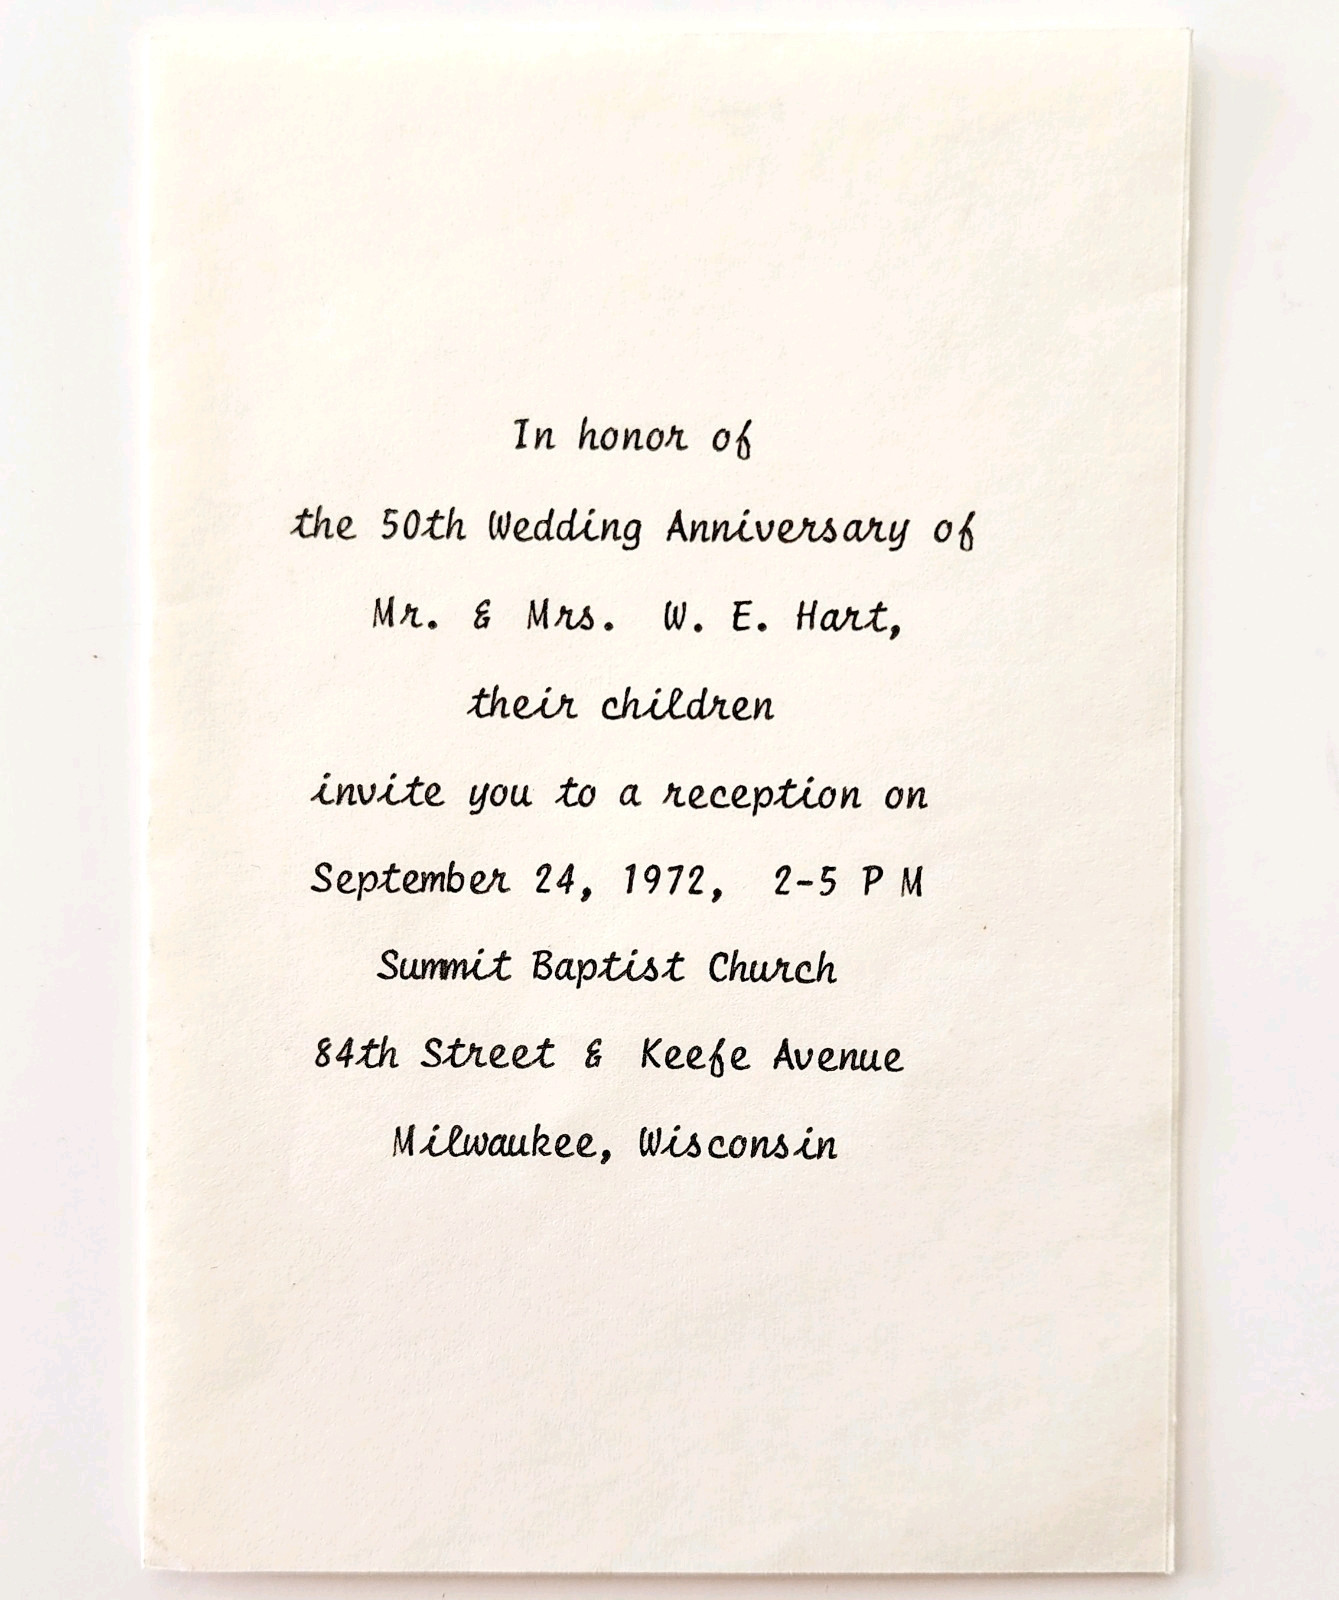 In honor of
the 50th Wedding Anniversary of
Mr. & Mrs. W. E. Hart,
their children
invite you to a reception on
September 24, 1972, 2-5 P M
Summit Baptist Church
84th Street & Keefe Avenue
Milwaukee, Wisconsin